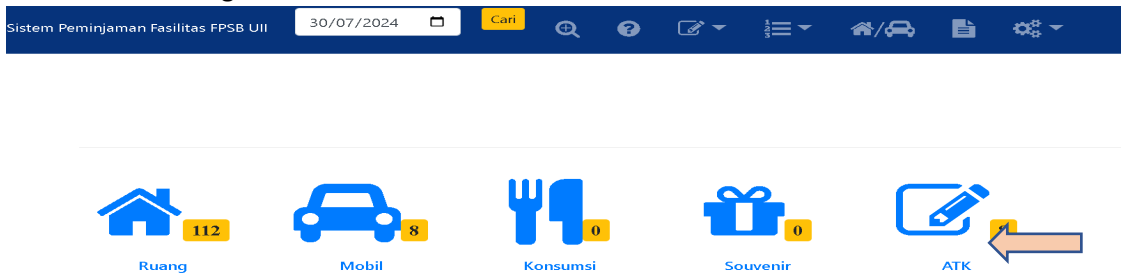 Sistem Peminjaman Fasilitas FPSB UII 30/07/2024 Cari
112 8 0 0
Ruang Mobil Konsumsi Souvenir ATK